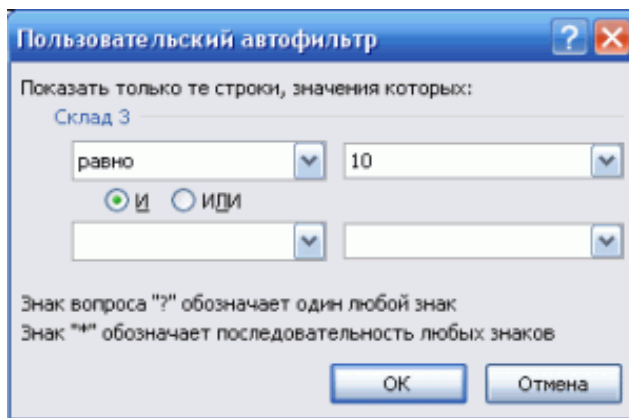 Пользовательский автофильтр
Показать только те строки, значения которых:
Склад 3
равно 10
И ИЛИ
Знак вопроса "?" обозначает один любой знак
Знак "*" обозначает последовательность любых знаков
ОК Отмена